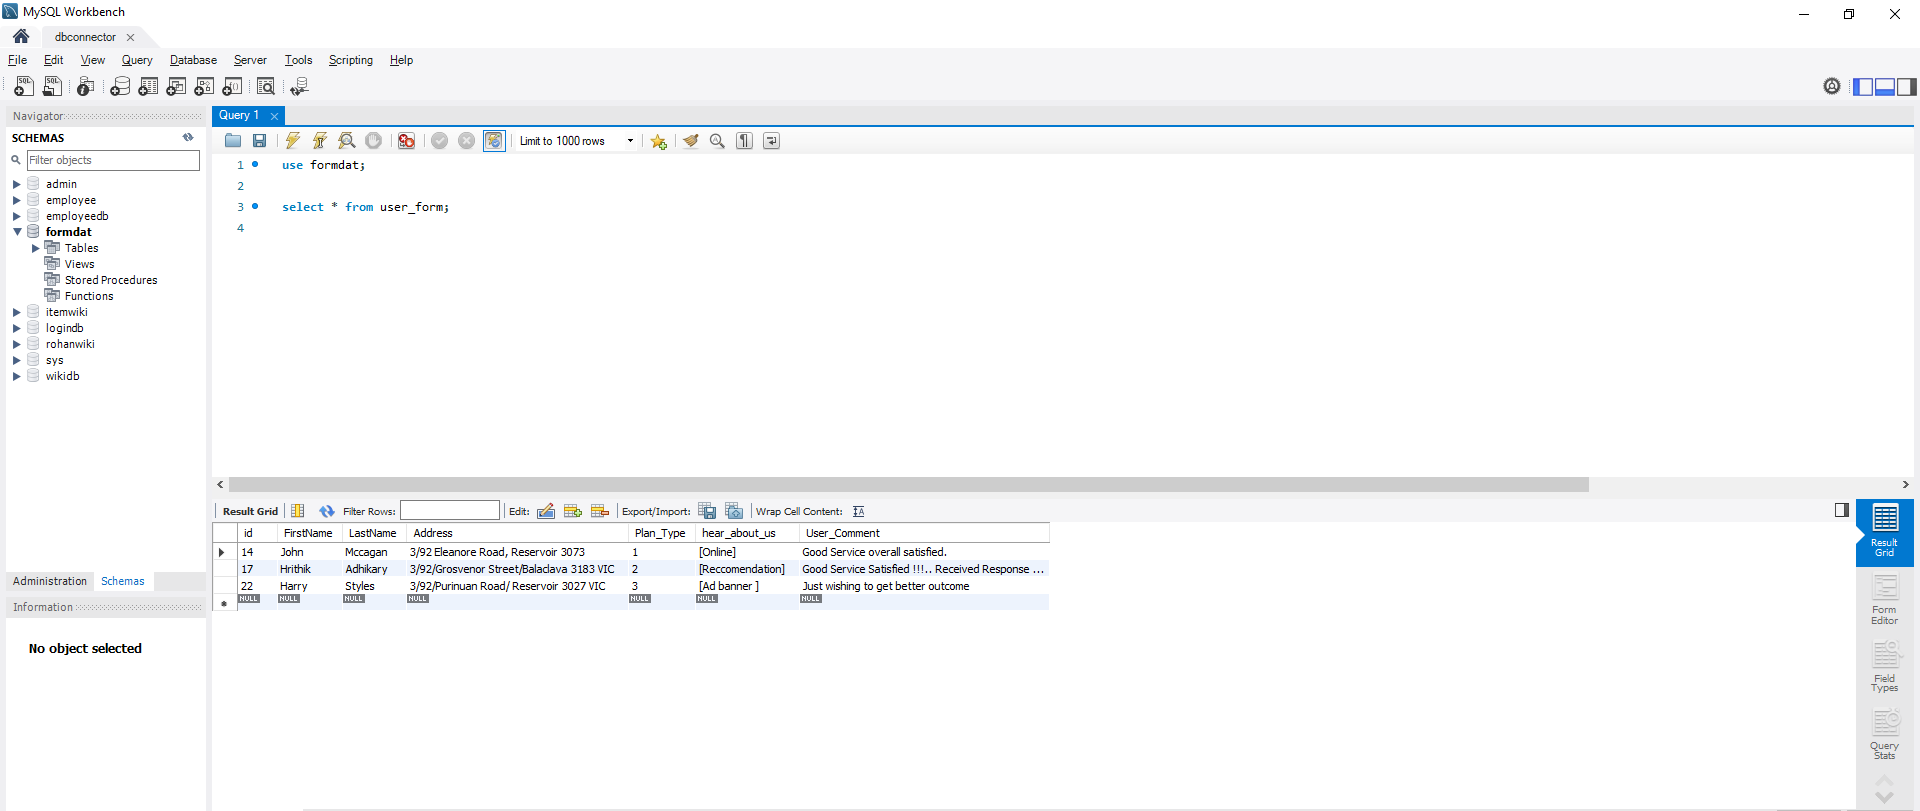 MySQL Workbench
dbconnector
File Edit View Query Database Server Tools Scripting Help
Navigator
SCHEMAS
Filter objects
admin
employee
employeedb
formdat
Tables
Views
Stored Procedures
Functions
itemwiki
logindb
rohanwiki
sys
wikidb
Administration Schemas
Information
No object selected
Query 1
Limit to 1000 rows
1 use formdat;
2
3 select * from user_form;
4
Result Grid Filter Rows: Edit: Export/Import: Wrap Cell Content: IA
id FirstName LastName Address Plan_Type hear_about_us User_Comment
14 John Mccagan 3/92 Eleanore Road, Reservoir 3073 1 [Online] Good Service overall satisfied.
17 Hrithik Adhikary 3/92/Grosvenor Street/Balaclava 3183 VIC 2 [Reccomendation] Good Service Satisfied !!!.. Received Response ...
22 Harry Styles 3/92/Purinuan Road/ Reservoir 3027 VIC 3 [Ad banner ] Just wishing to get better outcome
NULL NULL NULL NULL NULL NULL NULL
Result
Grid
Form
Editor
Field
Types
Query
Stats